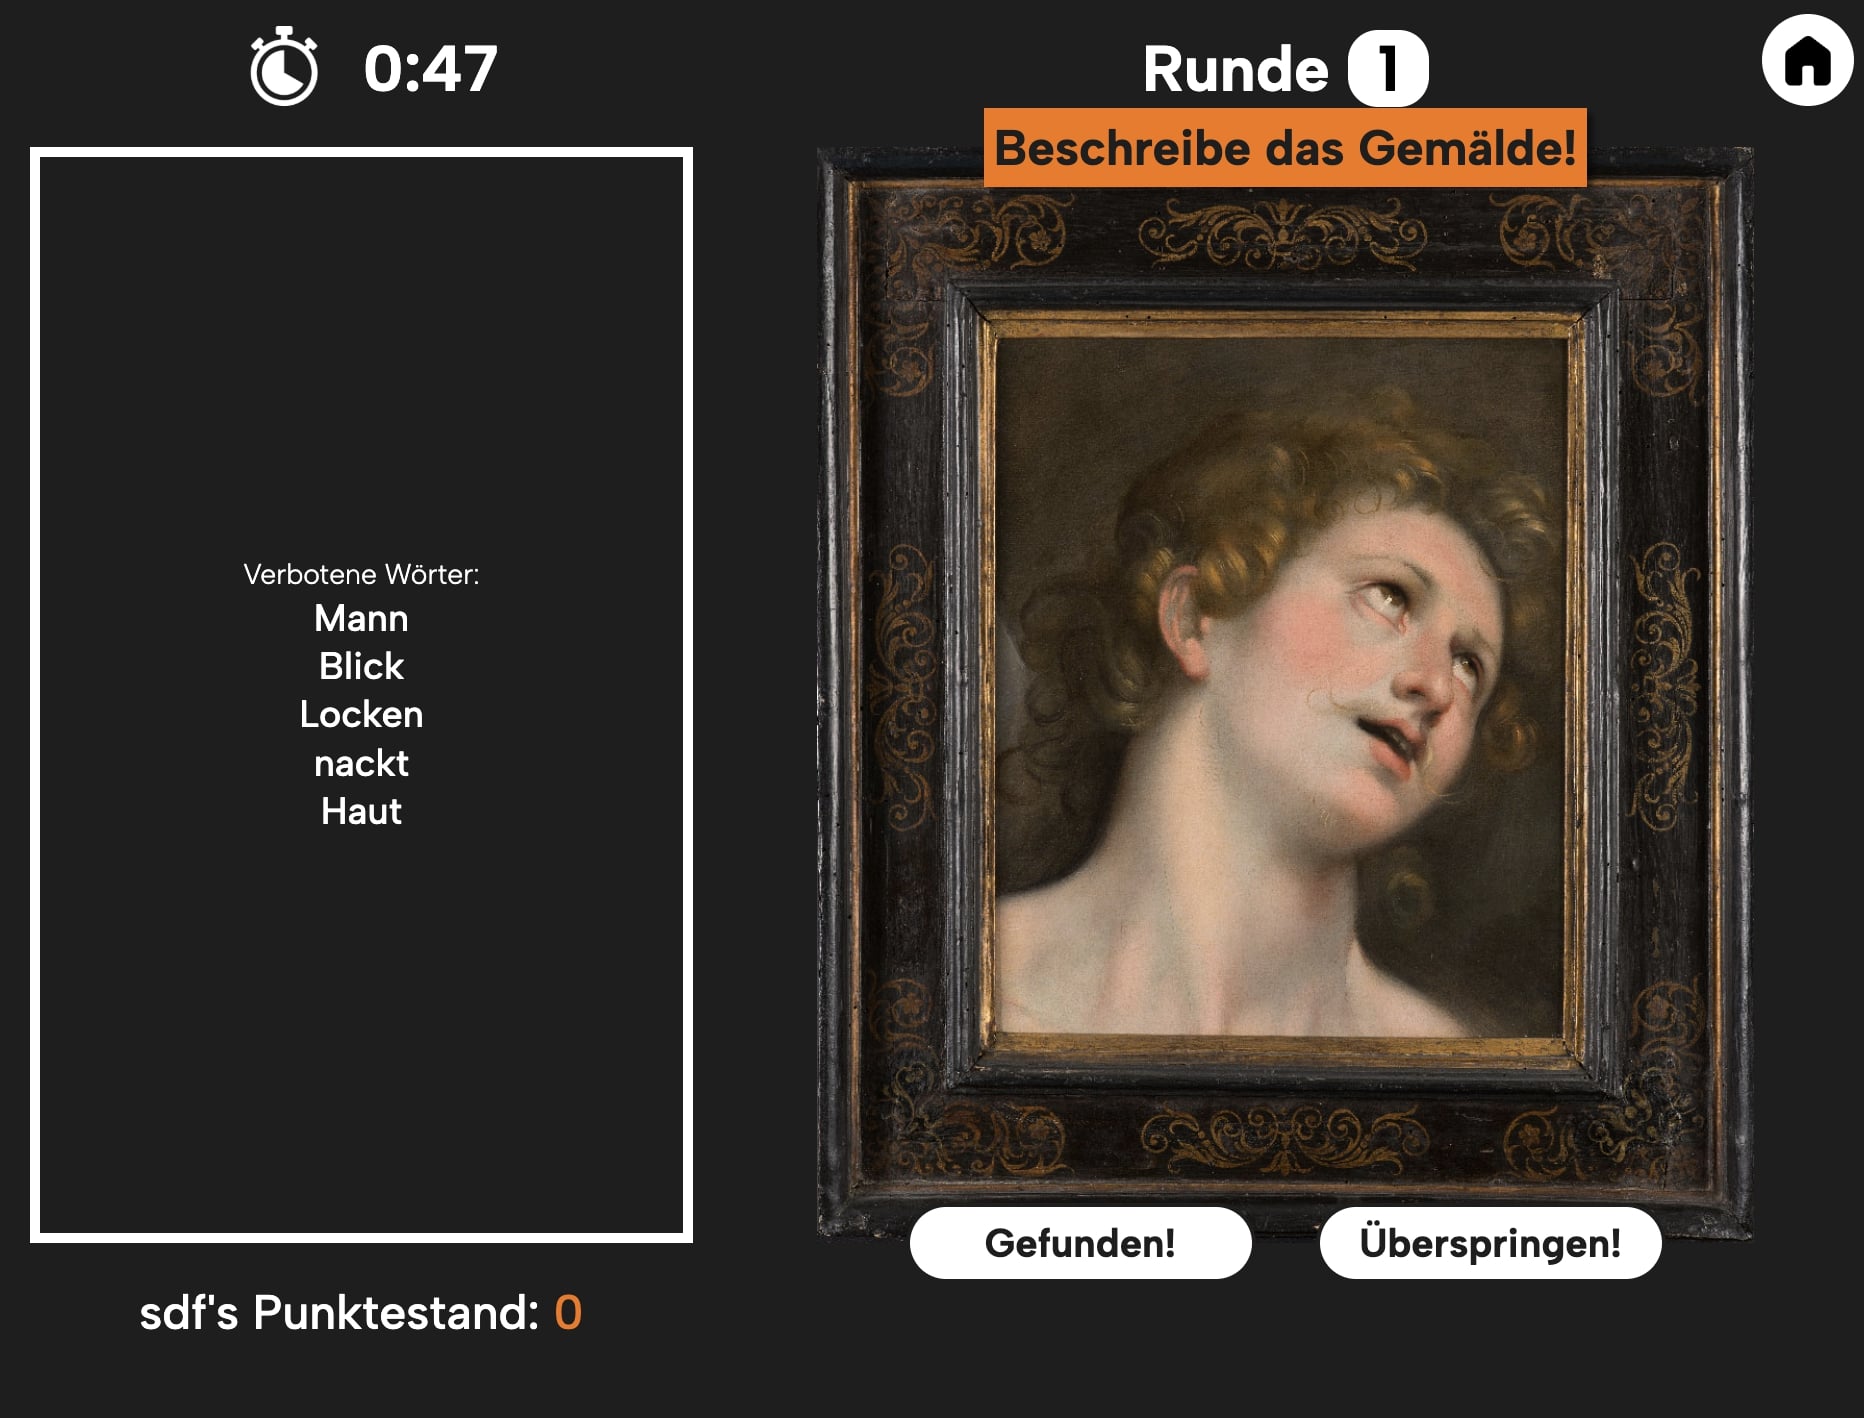 0:47
Runde 1
Beschreibe das Gemälde!
Verbotene Wörter:
Mann
Blick
Locken
nackt
Haut
Gefunden!
Überspringen!
sdf's Punktestand: 0